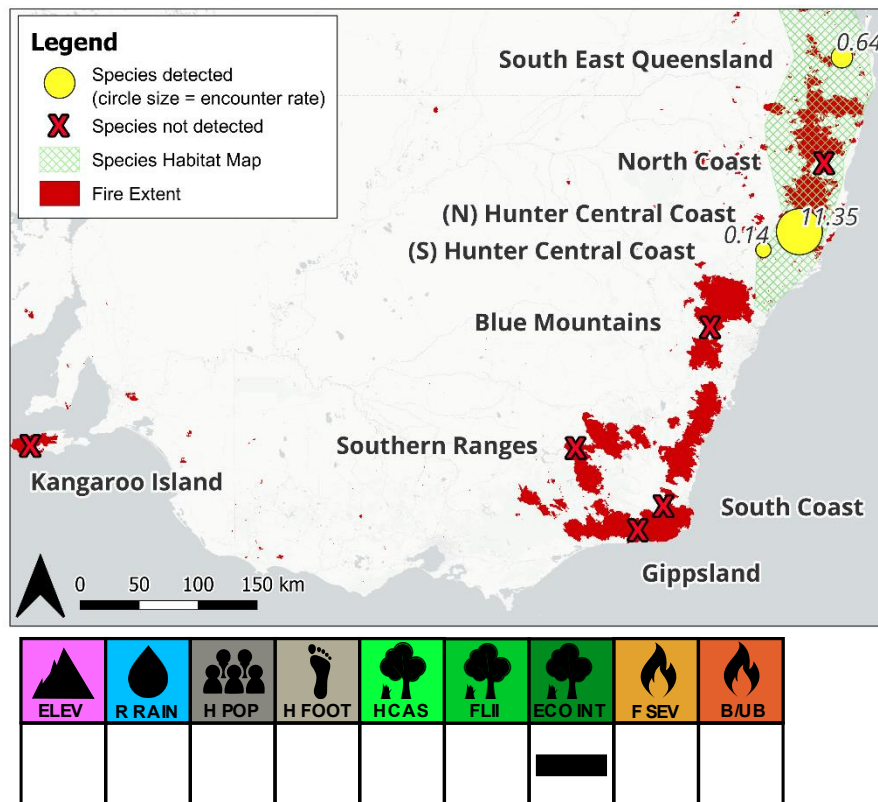 Legend
Species detected
(circle size = encounter rate)
Species not detected
Species Habitat Map
Fire Extent
South East Queensland
0.64
North Coast
(N) Hunter Central Coast
11.35
0.14
(S) Hunter Central Coast
Blue Mountains
Southern Ranges
Kangaroo Island
South Coast
Gippsland
0 50 100 150 km
ELEV R RAIN H POP H FOOT HCAS FLII ECO INT F SEV B/UB